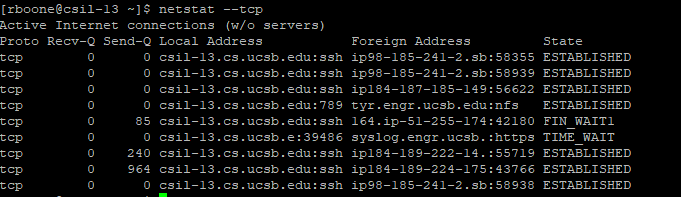 [rboone@csil-13 ~]$ netstat --tcp
Active Internet connections (w/o servers)
Proto Recv-Q Send-Q Local Address           Foreign Address         State
tcp        0      0 csil-13.cs.ucsb.edu:ssh ip98-185-241-2.sb:58355 ESTABLISHED
tcp        0      0 csil-13.cs.ucsb.edu:ssh ip98-185-241-2.sb:58939 ESTABLISHED
tcp        0      0 csil-13.cs.ucsb.edu:ssh ip184-187-185-149:56622 ESTABLISHED
tcp        0      0 csil-13.cs.ucsb.edu:789 tyr.engr.ucsb.edu:nfs   ESTABLISHED
tcp        0     85 csil-13.cs.ucsb.edu:ssh 164.ip-51-255-174:42180 FIN_WAIT1
tcp        0      0 csil-13.cs.ucsb.e:39486 syslog.engr.ucsb.:https TIME_WAIT
tcp        0    240 csil-13.cs.ucsb.edu:ssh ip184-189-222-14.:55719 ESTABLISHED
tcp        0    964 csil-13.cs.ucsb.edu:ssh ip184-189-224-175:43766 ESTABLISHED
tcp        0      0 csil-13.cs.ucsb.edu:ssh ip98-185-241-2.sb:58938 ESTABLISHED